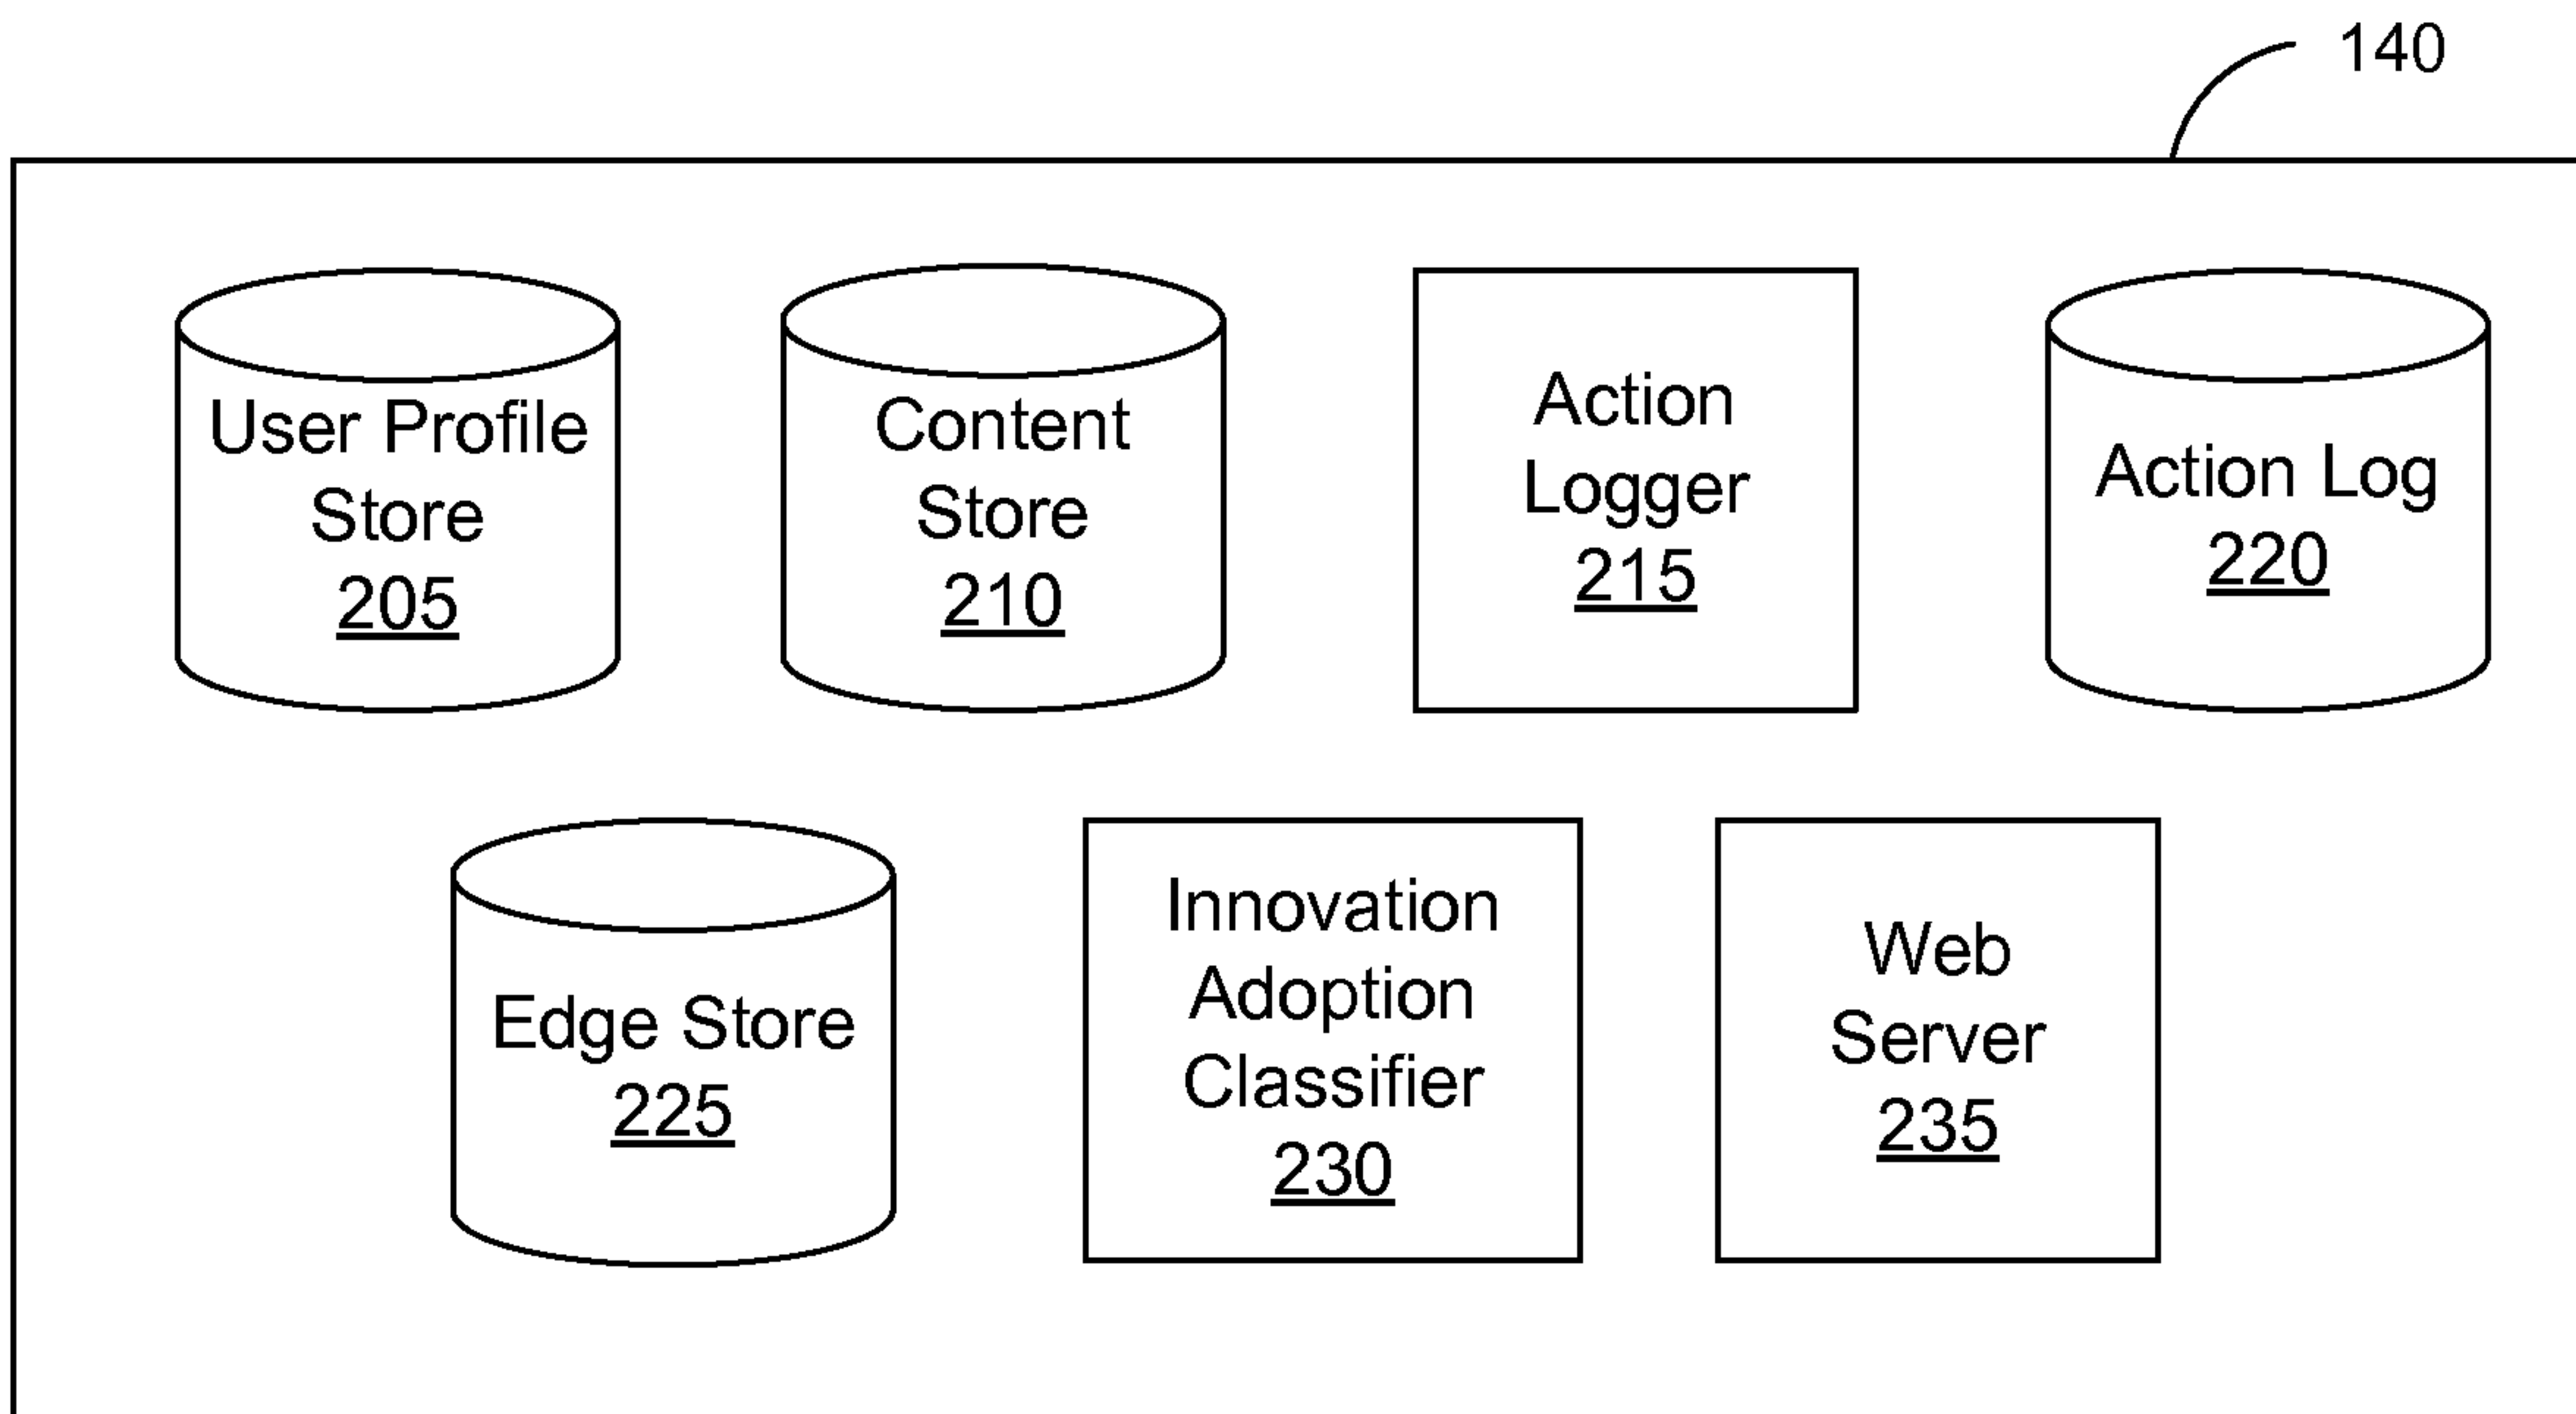 140
User Profile
Store
205
Content
Store
210
Action
Logger
215
Action Log
220
Edge Store
225
Innovation
Adoption
Classifier
230
Web
Server
235